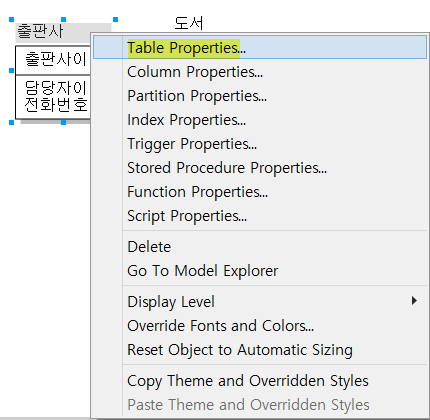 출판사
도서
출판사이
담당자이
전화번호
Table Properties...
Column Properties...
Partition Properties...
Index Properties...
Trigger Properties...
Stored Procedure Properties...
Function Properties...
Script Properties...
Delete
Go To Model Explorer
Display Level
Override Fonts and Colors...
Reset Object to Automatic Sizing
Copy Theme and Overridden Styles
Paste Theme and Overridden Styles